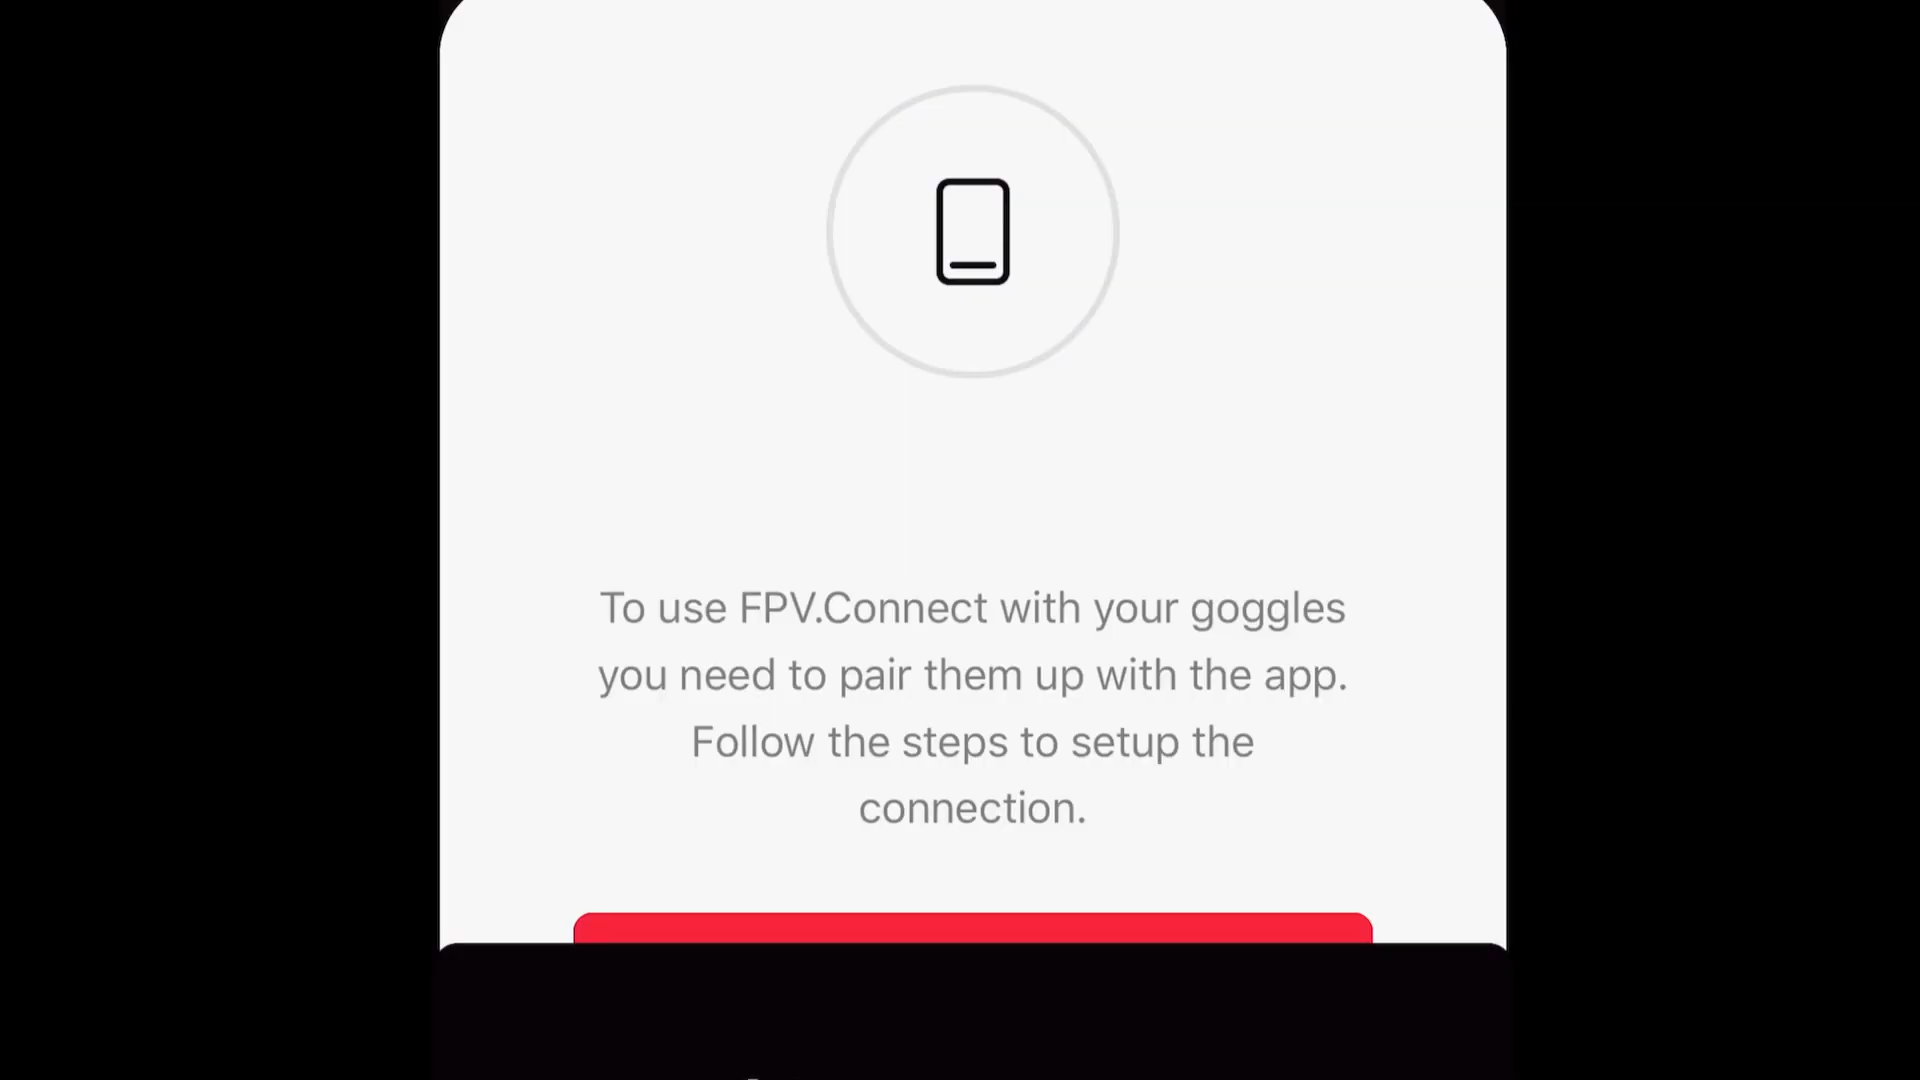 To use FPV.Connect with your goggles
you need to pair them up with the app.
Follow the steps to setup the
connection.